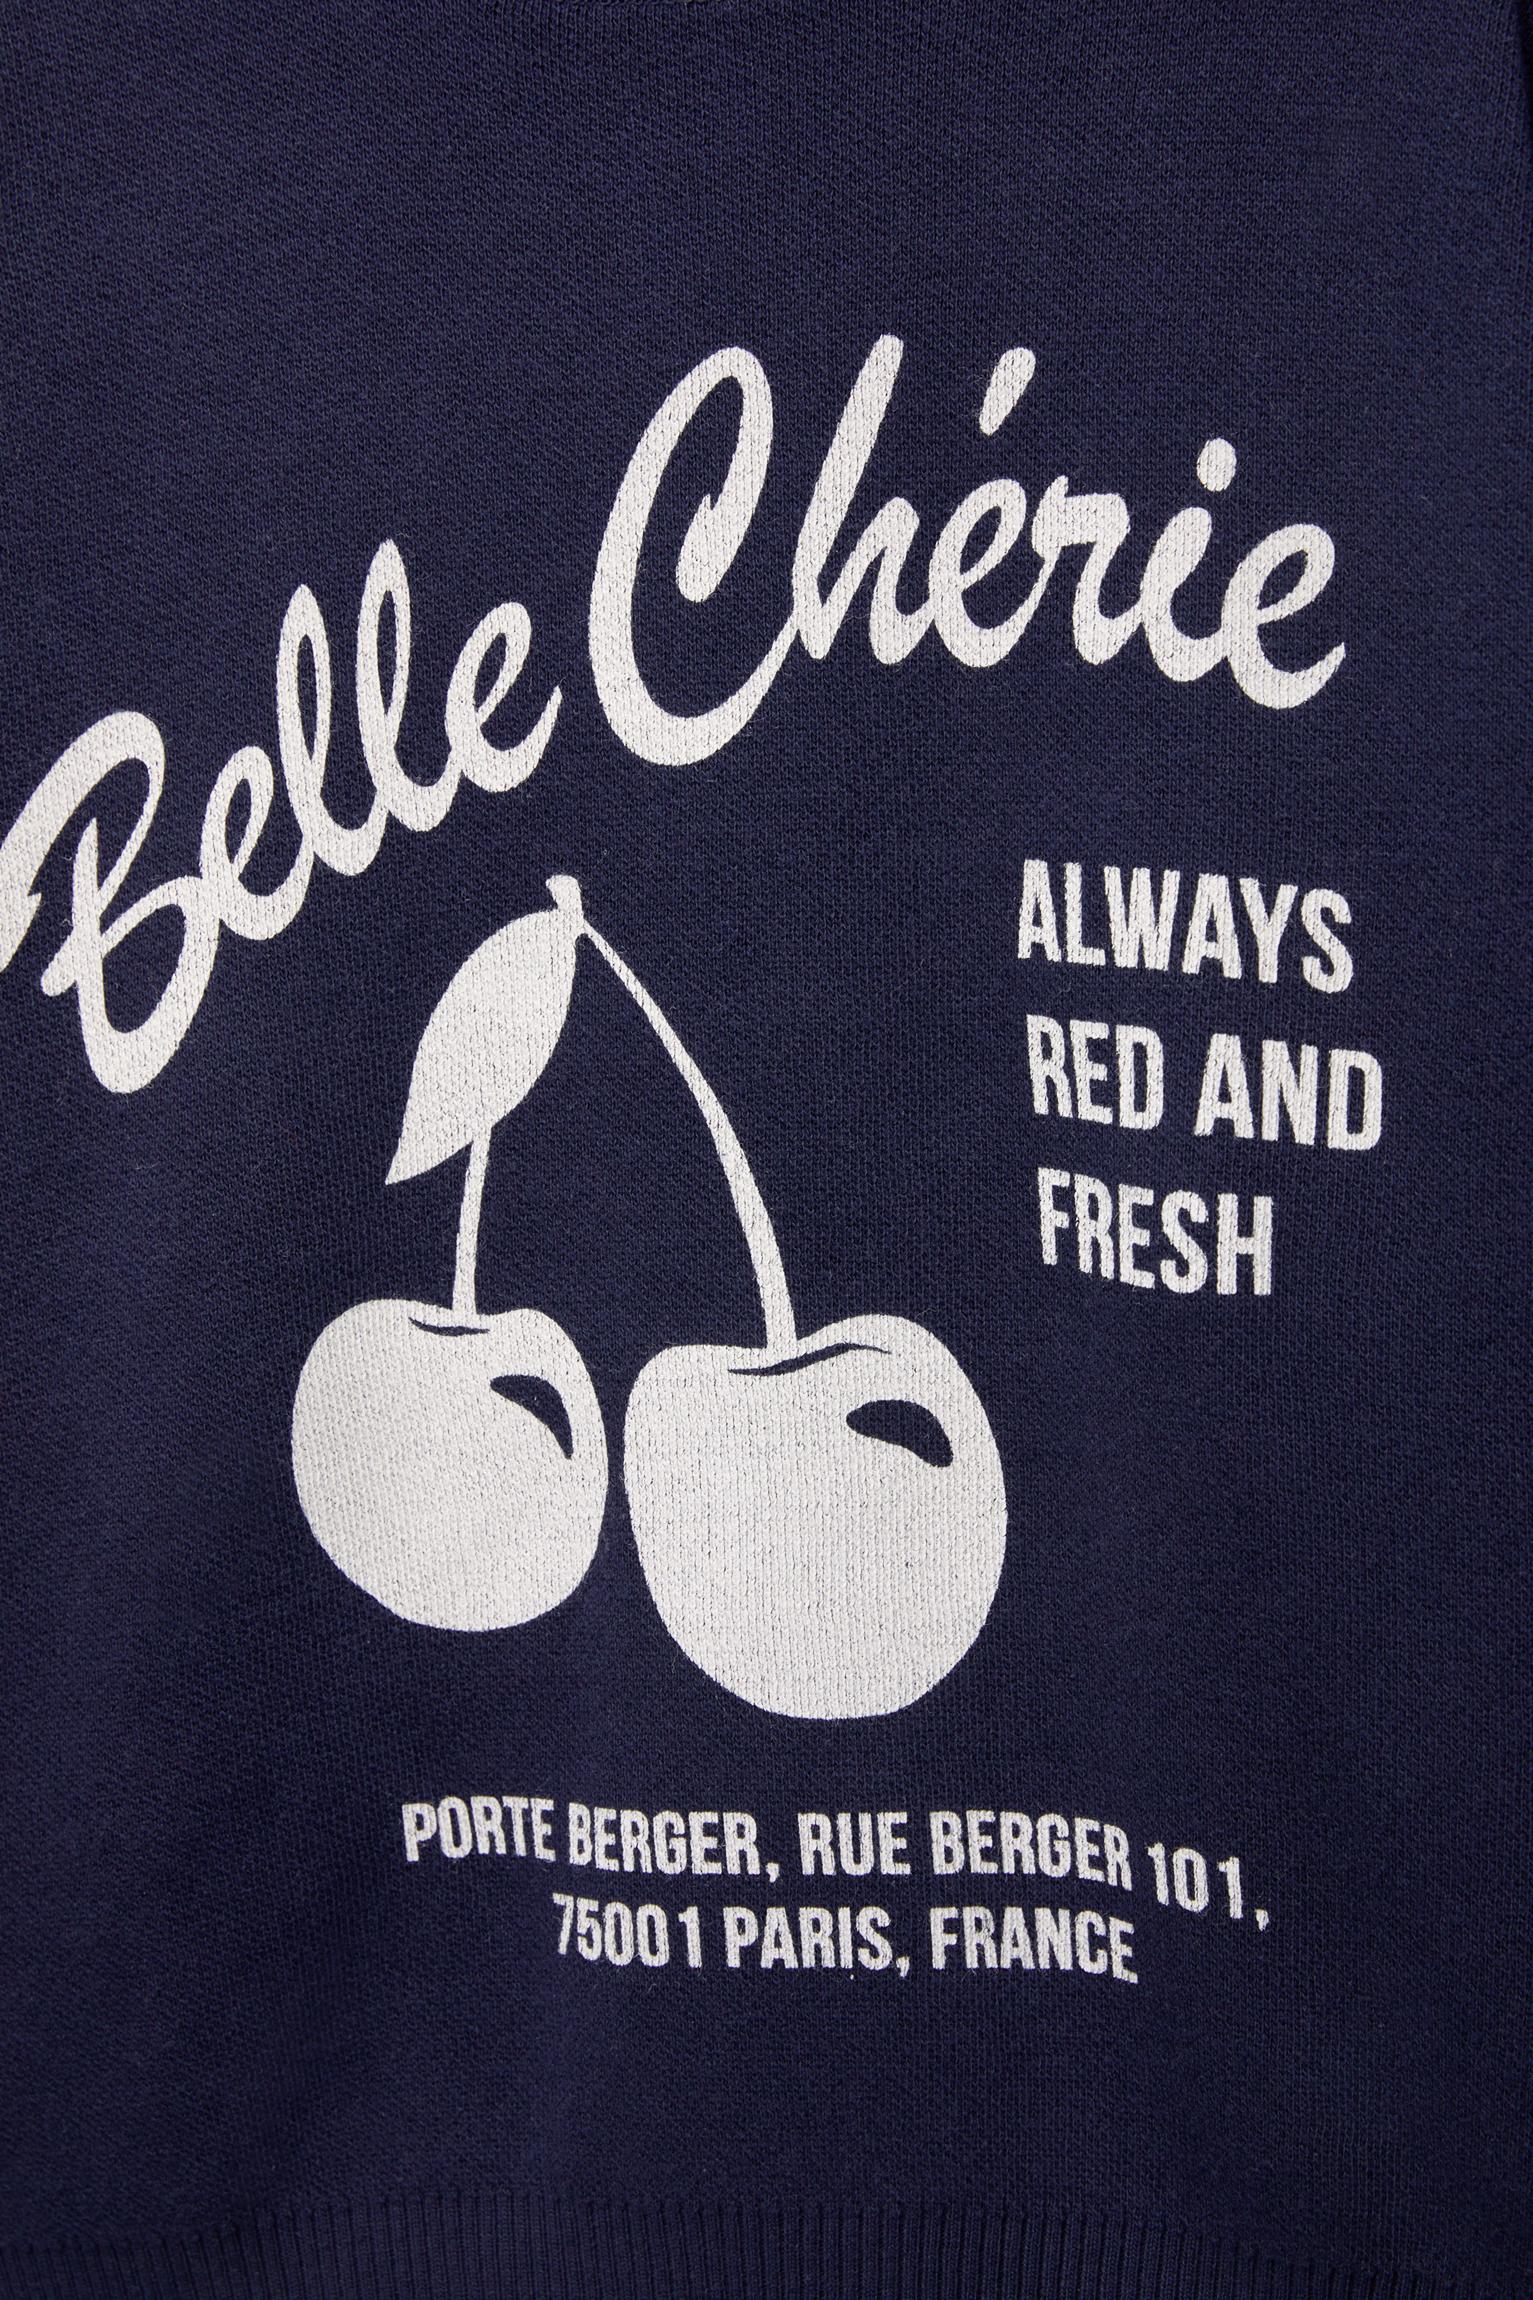 Belle Chérie
ALWAYS
RED AND
FRESH
PORTE BERGER, RUE BERGER 101,
75001 PARIS, FRANCE